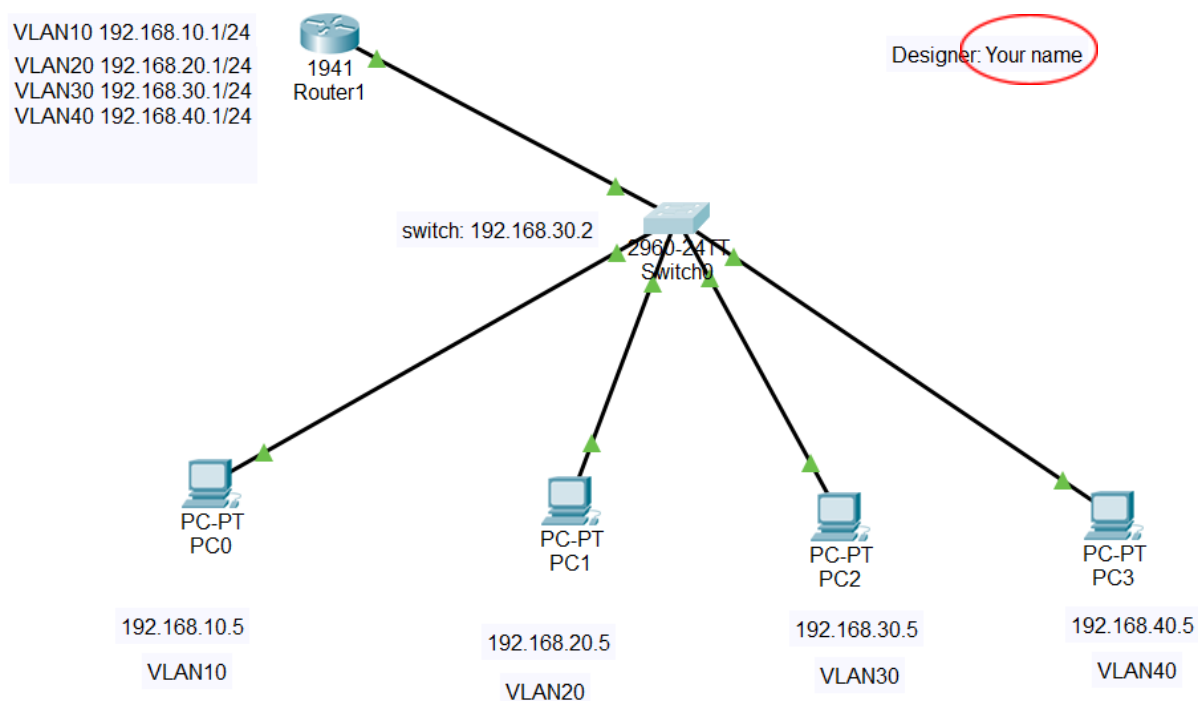 VLAN10 192.168.10.1/24
VLAN20 192.168.20.1/24
VLAN30 192.168.30.1/24
VLAN40 192.168.40.1/24
1941
Router1
Designer: Your name
switch: 192.168.30.2
2960-24TT
Switch0
PC-PT
PC0
PC-PT
PC1
PC-PT
PC2
PC-PT
PC3
192.168.10.5
VLAN10
192.168.20.5
VLAN20
192.168.30.5
VLAN30
192.168.40.5
VLAN40